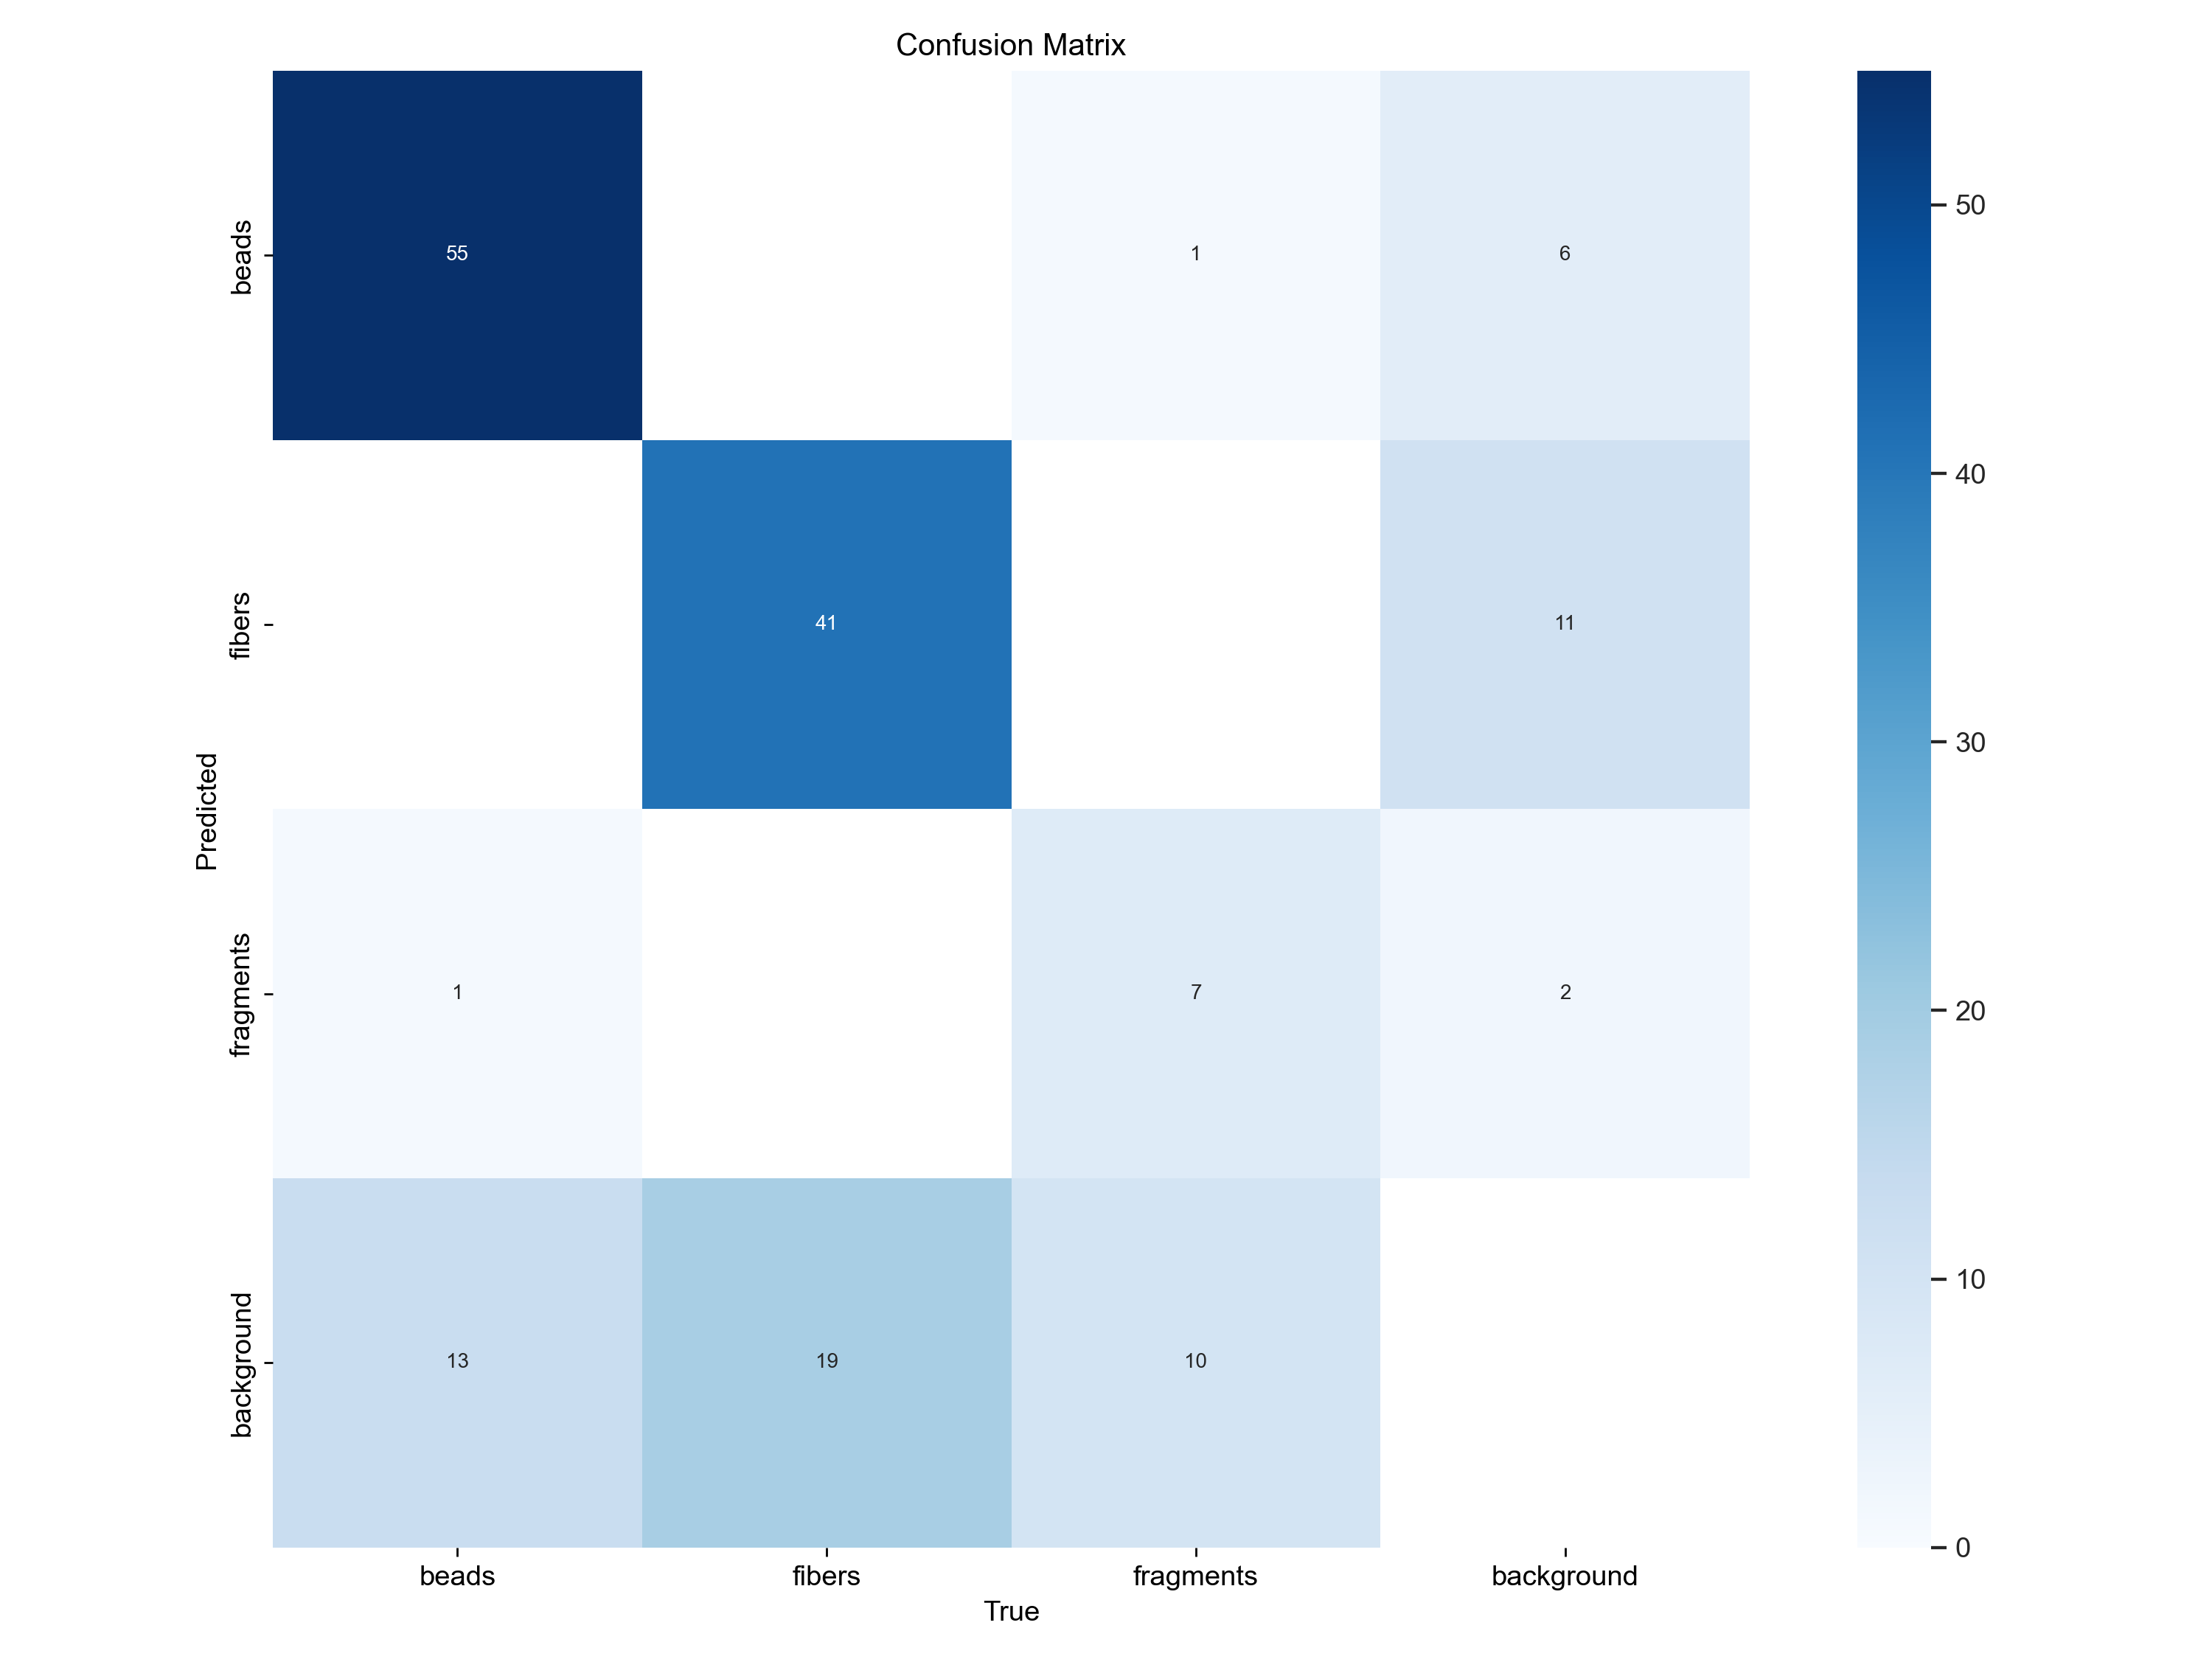 Confusion Matrix
beads
55
1
6
fibers
41
11
fragments
1
7
2
background
13
19
10
Predicted
beads
fibers
fragments
background
True
50
40
30
20
10
0